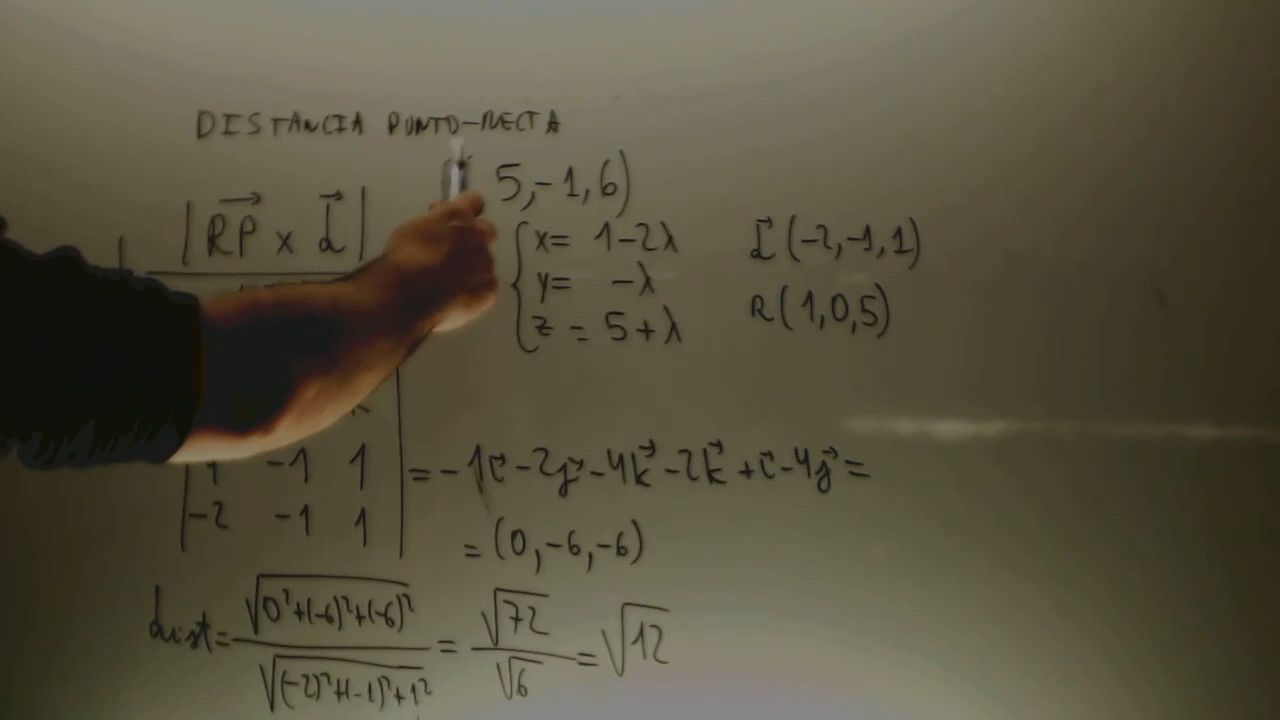 DISTANCIA PUNTO-RECTA
5,-1,6)
|RP⃗ x L⃗|
x= 1-2λ L⃗(-2,-1,1)
y= -λ
z= 5+λ R(1,0,5)
-1 1 = -1i⃗-2j⃗-4k⃗-2k⃗+i⃗-4j⃗=
-2 -1 1
=(0,-6,-6)
dist= √0²+(-6)²+(-6)² / √(-2)²+(-1)²+1² = √72 / √6 = √12